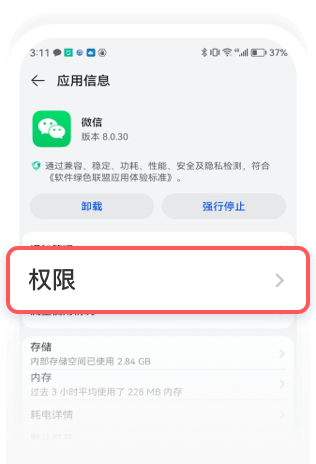 3:11
37%
应用信息
微信
版本 8.0.30
通过兼容、稳定、功耗、性能、安全及隐私检测,符合
《软件绿色联盟应用体验标准》。
卸载
强行停止
权限
存储
内部存储空间已使用 2.84 GB
内存
过去 3 小时平均使用了 228 MB 内存
耗电详情